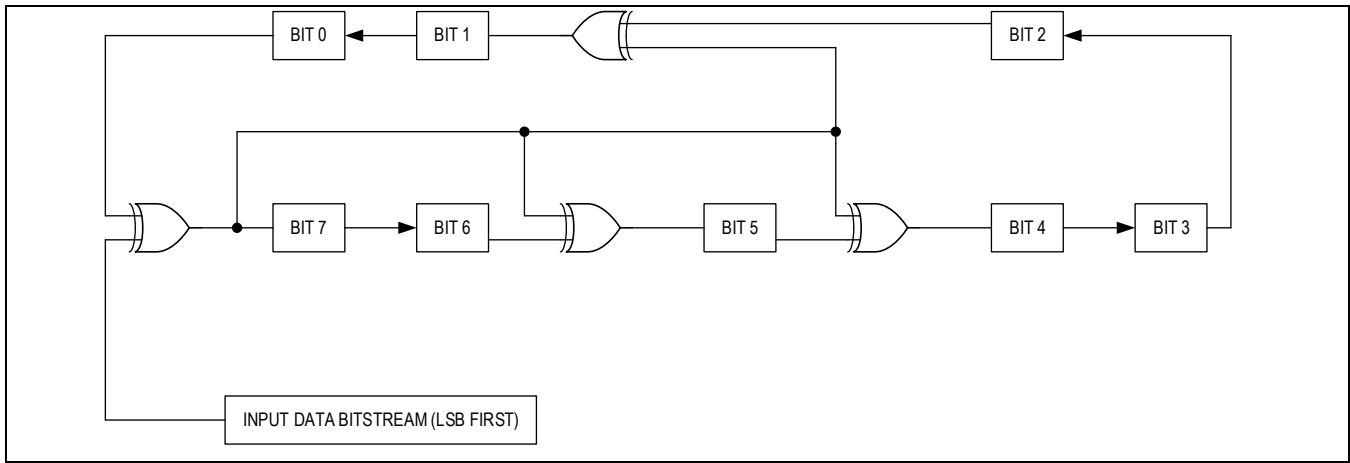 BIT 0
BIT 1
BIT 2
BIT 7
BIT 6
BIT 5
BIT 4
BIT 3
INPUT DATA BITSTREAM (LSB FIRST)